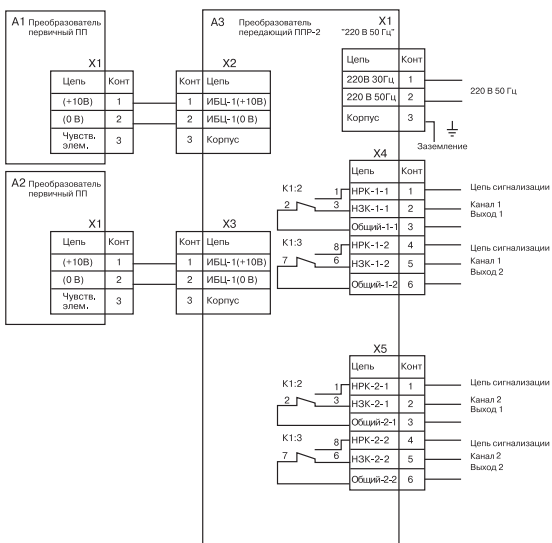 А1 Преобразователь
первичный ПП
X1
Цепь Конт
(+10В) 1
(0 В) 2
Чувств.
элем. 3
А2 Преобразователь
первичный ПП
X1
Цепь Конт
(+10В) 1
(0 В) 2
Чувств.
элем. 3
А3 Преобразователь
передающий ППР-2
X2
Конт Цепь
1 ИБЦ-1(+10В)
2 ИБЦ-1(0 В)
3 Корпус
X3
Конт Цепь
1 ИБЦ-1(+10В)
2 ИБЦ-1(0 В)
3 Корпус
X1
"220 В 50 Гц"
Цепь Конт
220В 30Гц 1
220 В 50Гц 2
Корпус 3
220 В 50 Гц
Заземление
X4
Цепь Конт
К1:2 1 НРК-1-1 1 Цепь сигнализации
2 3 НЗК-1-1 2 Канал 1
Выход 1
Общий-1-1 3
К1:3 8 НРК-1-2 4 Цепь сигнализации
7 6 НЗК-1-2 5 Канал 1
Выход 2
Общий-1-2 6
X5
Цепь Конт
К1:2 1 НРК-2-1 1 Цепь сигнализации
2 3 НЗК-2-1 2 Канал 2
Выход 1
Общий-2-1 3
К1:3 8 НРК-2-2 4 Цепь сигнализации
7 6 НЗК-2-2 5 Канал 2
Выход 2
Общий-2-2 6